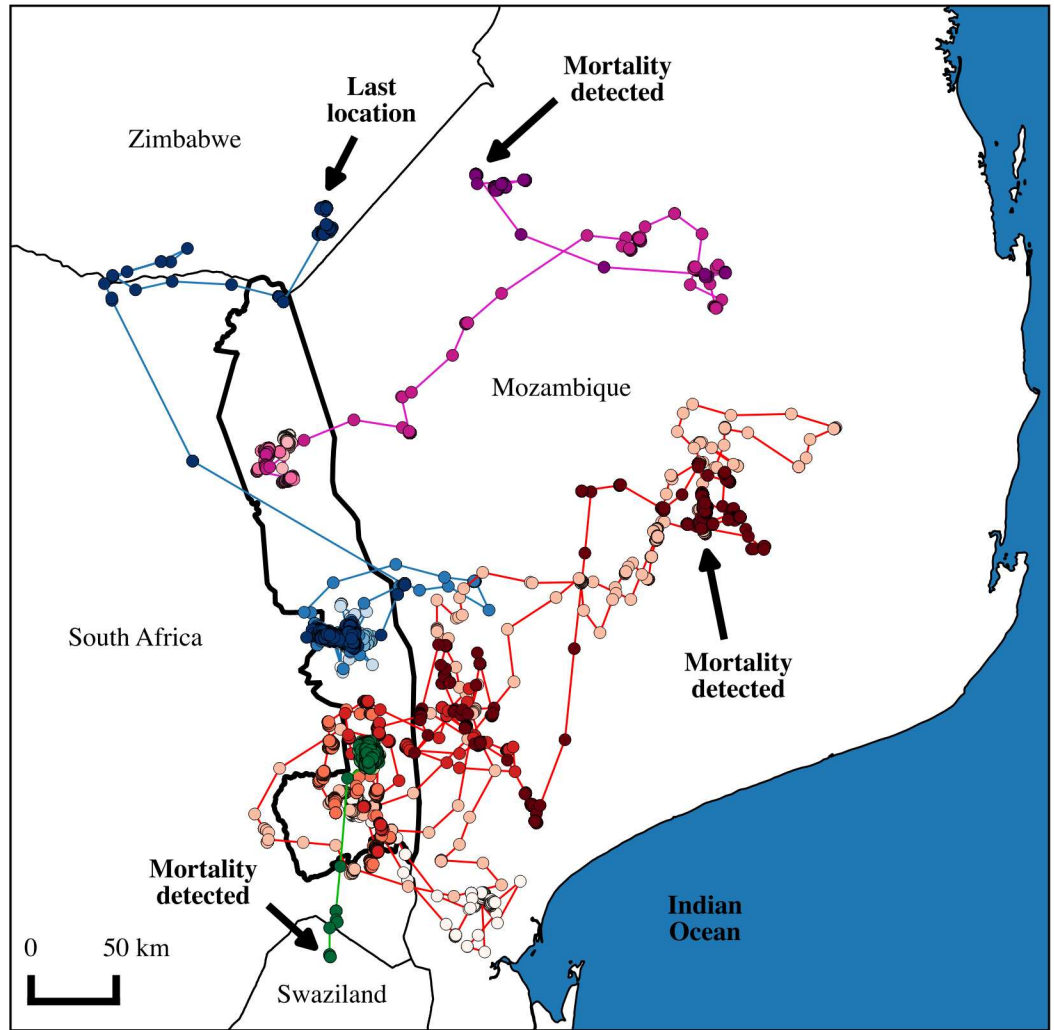 Mortality
detected
Last
location
Zimbabwe
Mozambique
South Africa
Mortality
detected
Mortality
detected
Indian
Ocean
0 50 km
Swaziland